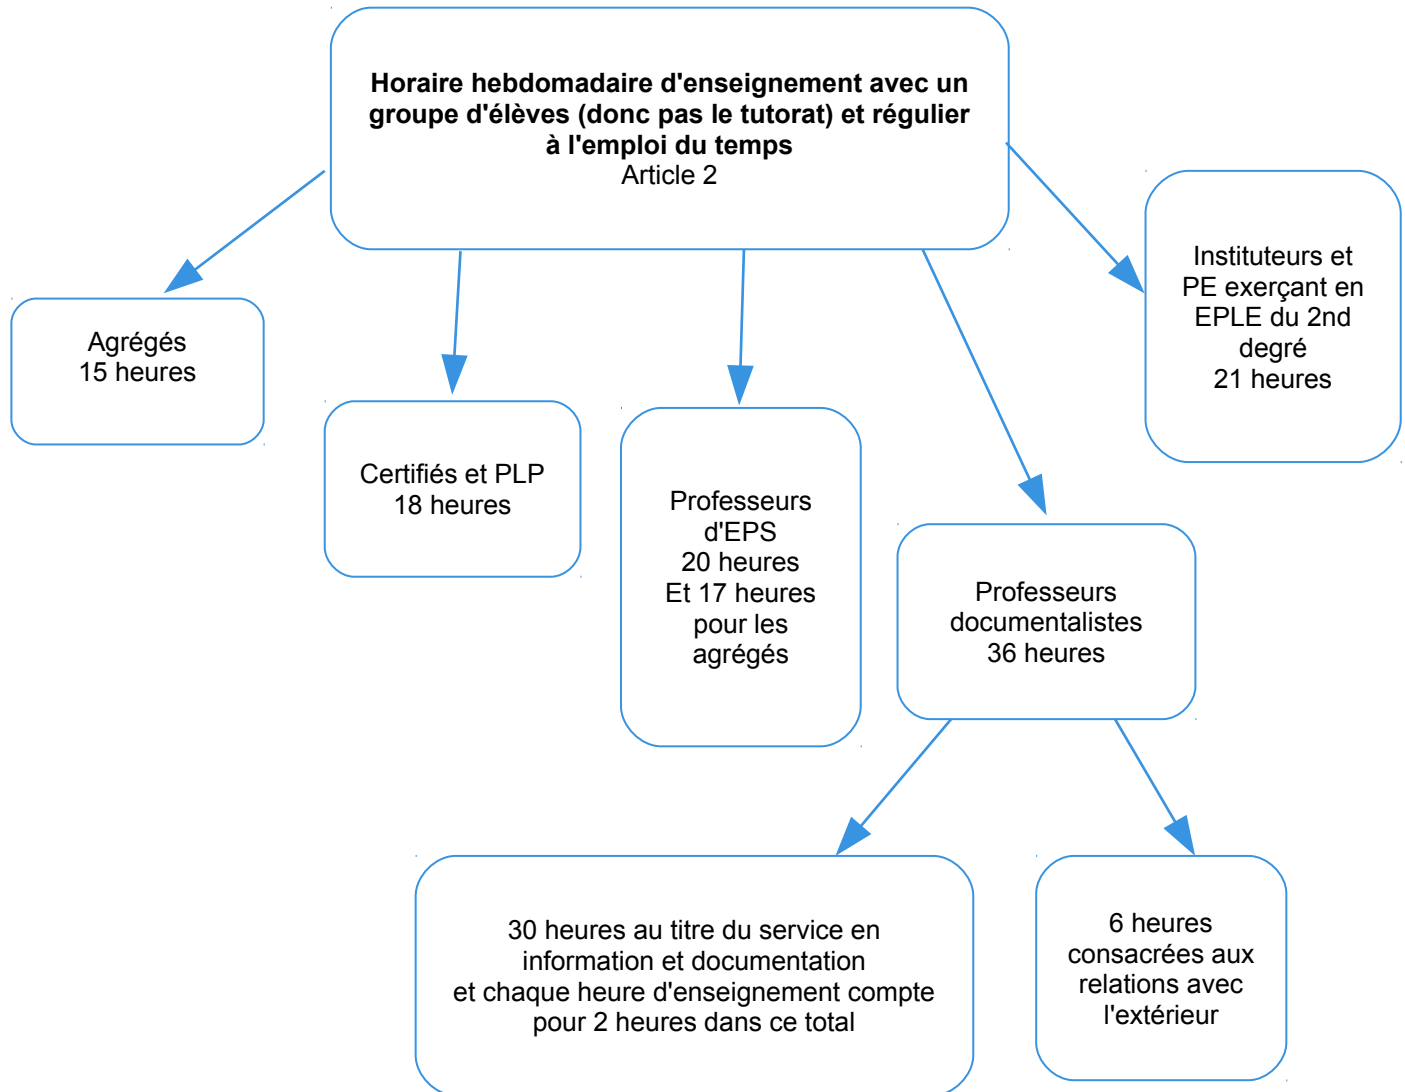 Horaire hebdomadaire d'enseignement avec un
groupe d'élèves (donc pas le tutorat) et régulier
à l'emploi du temps
Article 2
Agrégés
15 heures
Certifiés et PLP
18 heures
Professeurs
d'EPS
20 heures
Et 17 heures
pour les
agrégés
Professeurs
documentalistes
36 heures
Instituteurs et
PE exerçant en
EPLE du 2nd
degré
21 heures
30 heures au titre du service en
information et documentation
et chaque heure d'enseignement compte
pour 2 heures dans ce total
6 heures
consacrées aux
relations avec
l'extérieur